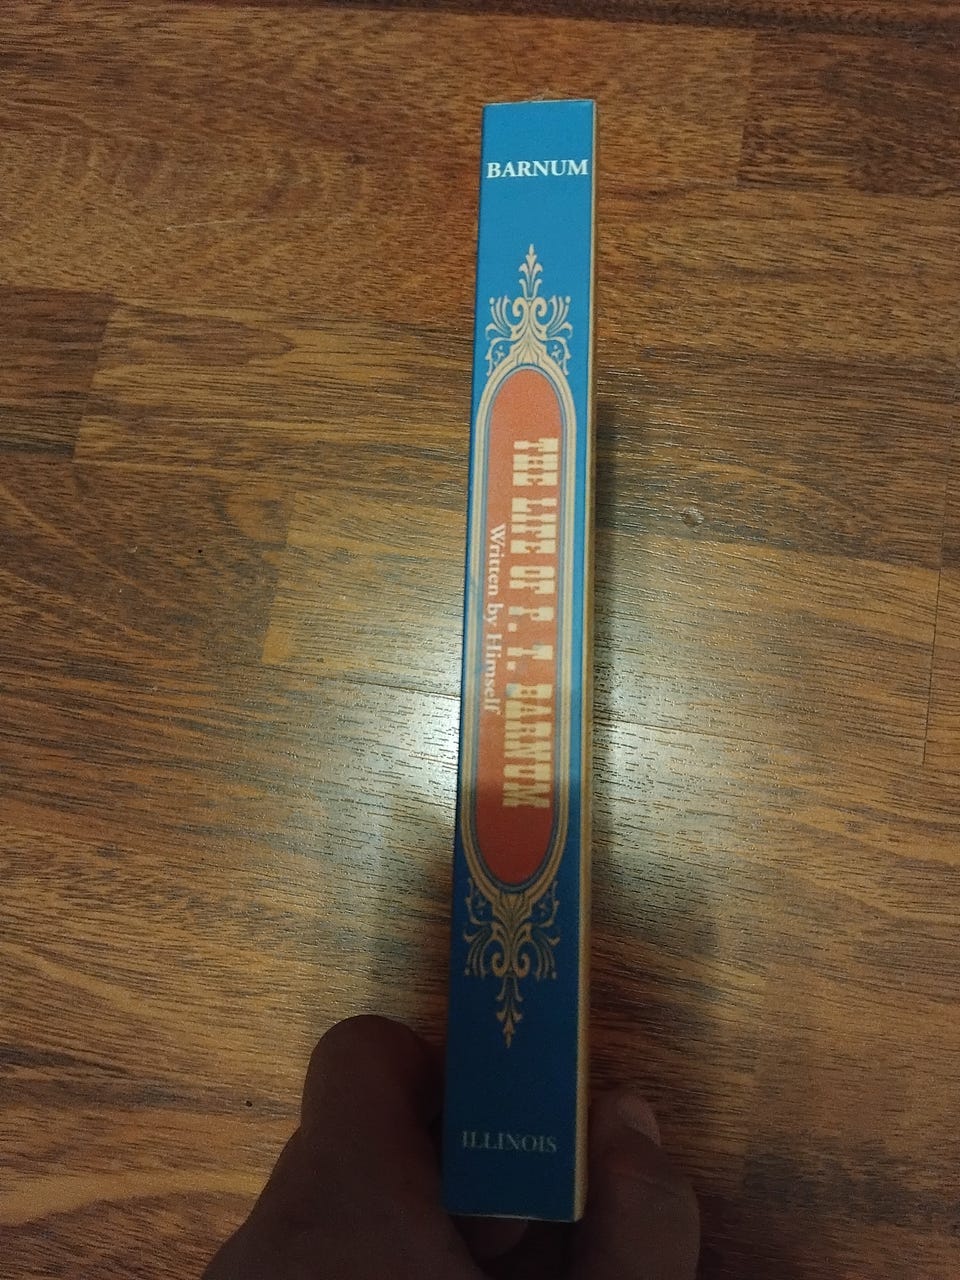 BARNUM
THE LIFE OF P. T. BARNUM
Written by Himself
ILLINOIS